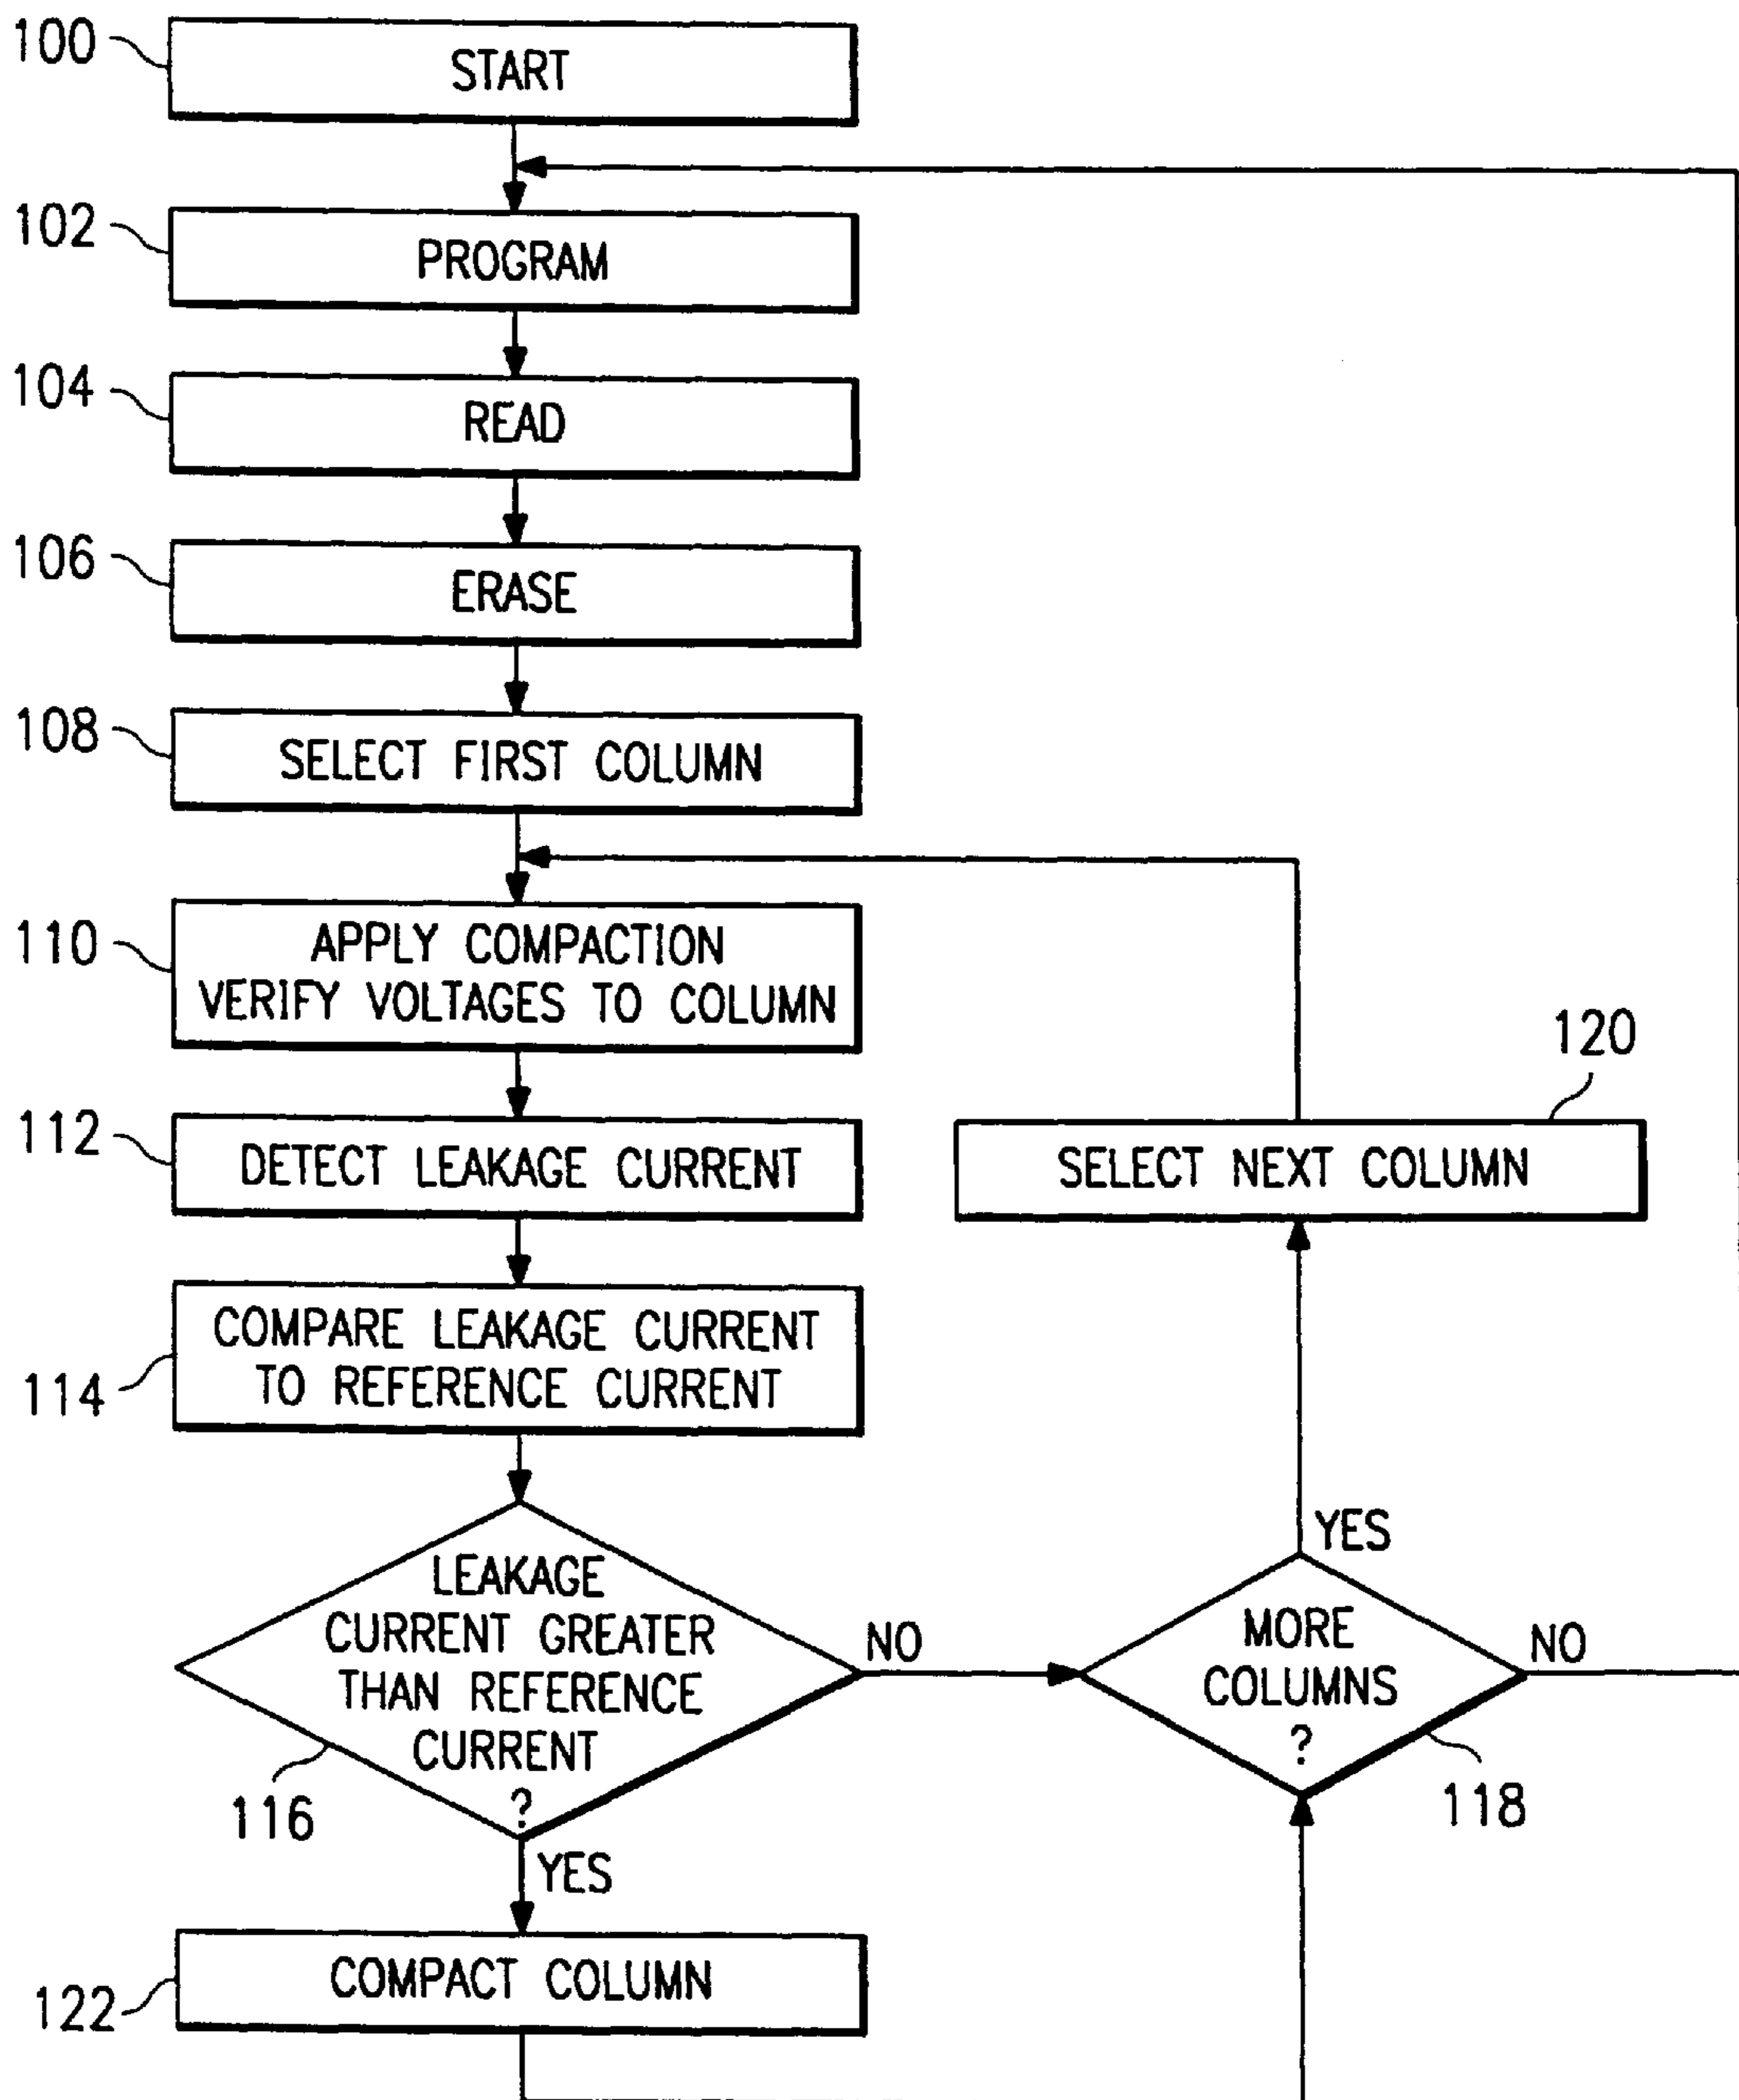 100
START
102
PROGRAM
104
READ
106
ERASE
108
SELECT FIRST COLUMN
110
APPLY COMPACTION
VERIFY VOLTAGES TO COLUMN
112
DETECT LEAKAGE CURRENT
120
SELECT NEXT COLUMN
114
COMPARE LEAKAGE CURRENT
TO REFERENCE CURRENT
116
LEAKAGE
CURRENT GREATER
THAN REFERENCE
CURRENT
?
NO
YES
118
MORE
COLUMNS
?
YES
NO
122
COMPACT COLUMN